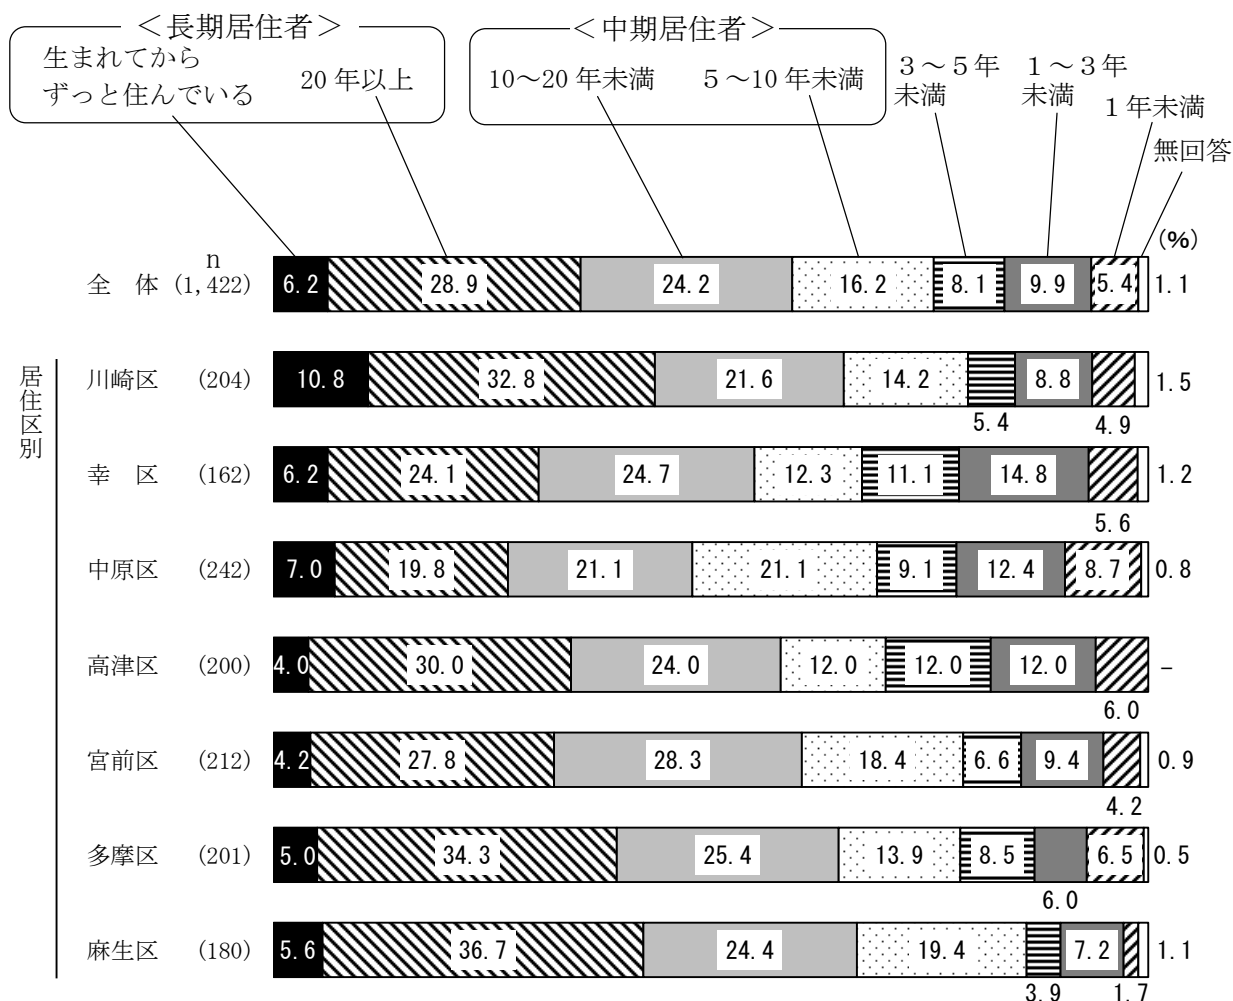 ＜長期居住者＞
生まれてから
ずっと住んでいる
20年以上
＜中期居住者＞
10～20年未満
5～10年未満
3～5年
未満
1～3年
未満
1年未満
無回答
(%)
n
全 体 (1,422) 6.2 28.9 24.2 16.2 8.1 9.9 5.4 1.1
居住区別
川崎区 (204) 10.8 32.8 21.6 14.2 8.8 1.5
5.4 4.9
幸 区 (162) 6.2 24.1 24.7 12.3 11.1 14.8 1.2
5.6
中原区 (242) 7.0 19.8 21.1 21.1 9.1 12.4 8.7 0.8
高津区 (200) 4.0 30.0 24.0 12.0 12.0 12.0 -
6.0
宮前区 (212) 4.2 27.8 28.3 18.4 6.6 9.4 0.9
4.2
多摩区 (201) 5.0 34.3 25.4 13.9 8.5 6.5 0.5
6.0
麻生区 (180) 5.6 36.7 24.4 19.4 7.2 1.1
3.9 1.7